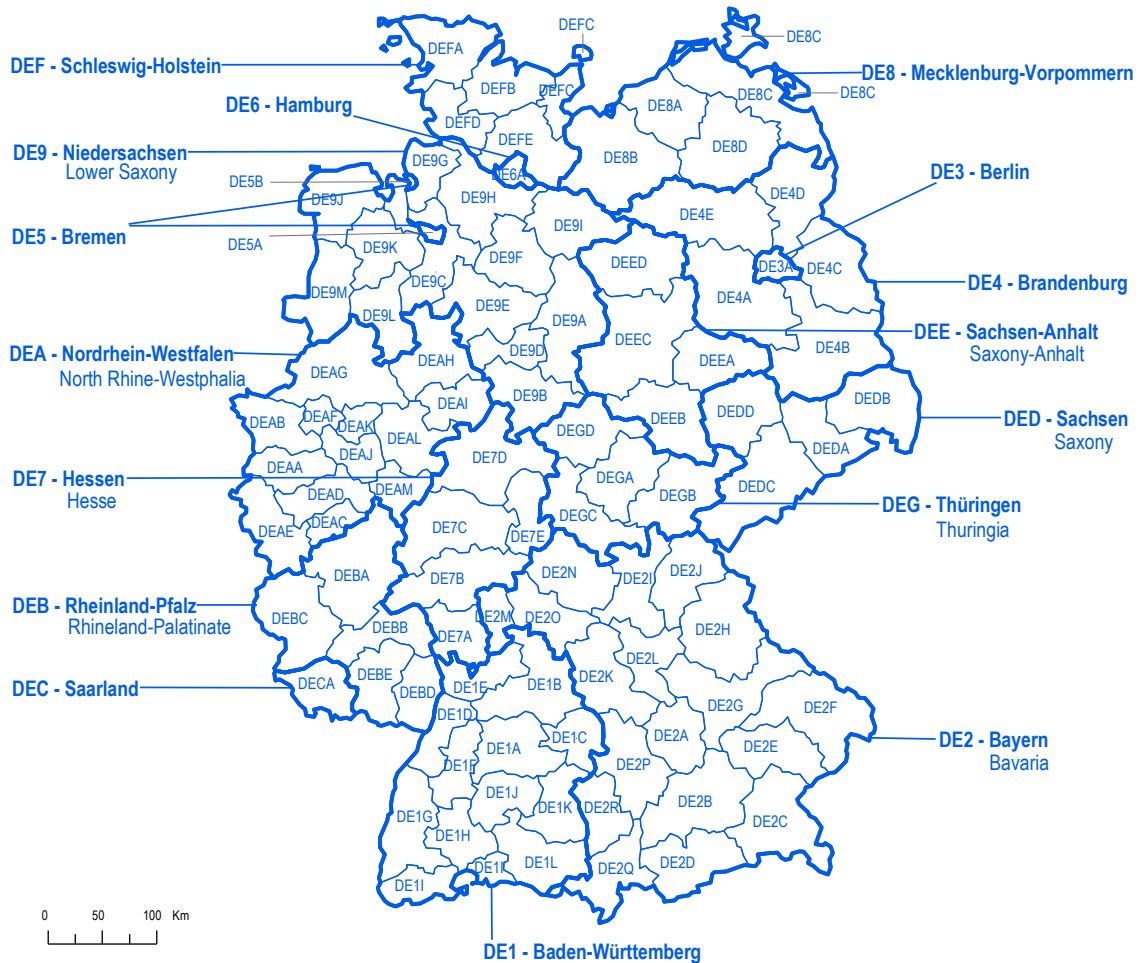 DEFC
DEFA
DE8C
DEF - Schleswig-Holstein
DE8 - Mecklenburg-Vorpommern
DEFB
DEFC
DE8C
DE8C
DE6 - Hamburg
DE8A
DEFD
DEFE
DE9 - Niedersachsen
Lower Saxony
DE9G
DE8B
DE8D
DE6A
DE3 - Berlin
DE5B
DE9J
DE9H
DE4D
DE4E
DE5 - Bremen
DE5A
DE9I
DE9K
DE9F
DEED
DE3A
DE4C
DE9M
DE9C
DE4 - Brandenburg
DE4A
DE9L
DE9E
DE9A
DEE - Sachsen-Anhalt
Saxony-Anhalt
DEEC
DE4B
DEA - Nordrhein-Westfalen
North Rhine-Westphalia
DEAH
DE9D
DEEA
DEAG
DE9B
DEDD
DEDB
DEAI
DEAB
DEAF
DEAK
DEEB
DED - Sachsen
Saxony
DEAL
DEGD
DEDA
DEAJ
DE7D
DEAA
DE7 - Hessen
Hesse
DEGA
DEDC
DEAD
DEAM
DEGB
DEG - Thüringen
Thuringia
DEAC
DEGC
DEAE
DE7C
DE7E
DEBA
DE7B
DE2N
DE2I
DE2J
DEB - Rheinland-Pfalz
Rhineland-Palatinate
DEBC
DE2M
DE2O
DEBB
DE7A
DE2H
DE2L
DEC - Saarland
DECA
DEBE
DEBD
DE1E
DE1B
DE2K
DE2G
DE2F
DE1D
DE1C
DE2A
DE1A
DE2E
DE2 - Bayern
Bavaria
DE1F
DE2P
DE1J
DE1K
DE2R
DE2B
DE1G
DE2C
DE1H
DE1L
DE2D
DE1I
DE2Q
DE1I
0 50 100 Km
DE1 - Baden-Württemberg